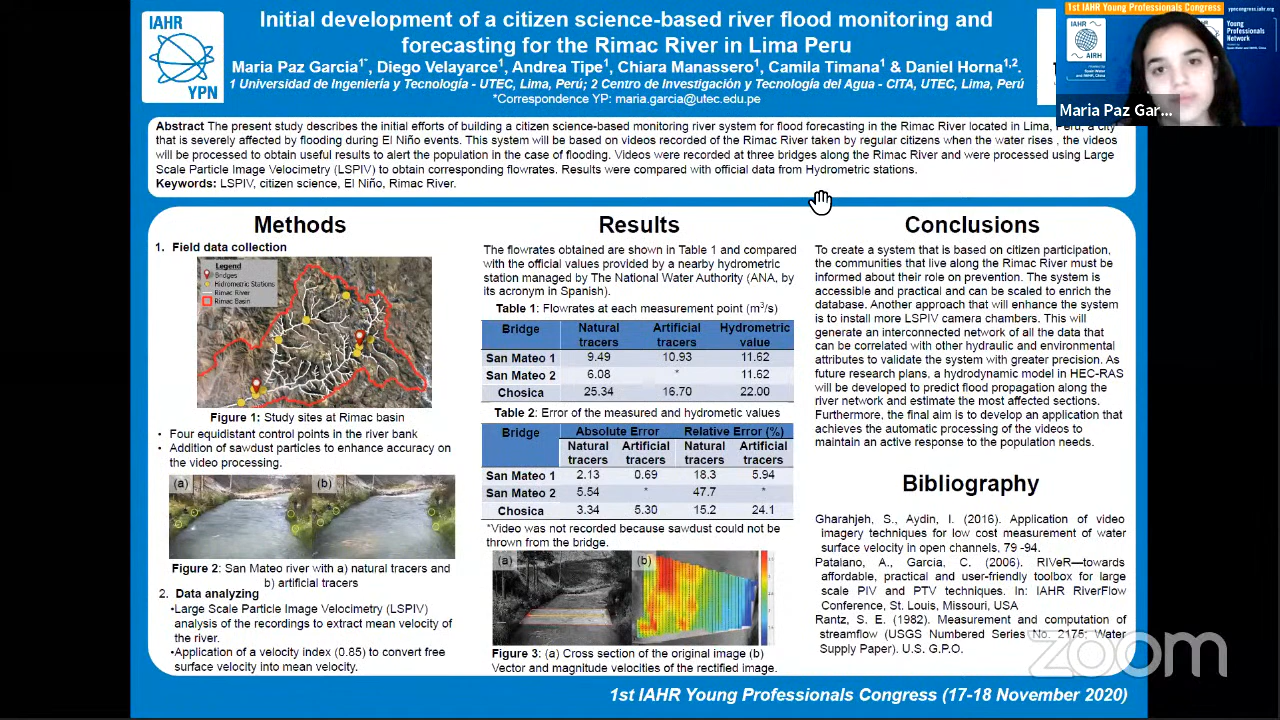 IAHR
YPN
Initial development of a citizen science-based river flood monitoring and
forecasting for the Rimac River in Lima Peru
Maria Paz Garcia1*, Diego Velayarce1, Andrea Tipe1, Chiara Manassero1, Camila Timana1 & Daniel Horna1,2.
1 Universidad de Ingeniería y Tecnología - UTEC, Lima, Perú; 2 Centro de Investigación y Tecnología del Agua - CITA, UTEC, Lima, Perú
*Correspondence YP: maria.garcia@utec.edu.pe
1st IAHR Young Professionals Congress
ypncongress.iahr.org
IAHR
Young
Professionals
Network
Maria Paz Gar...
Abstract The present study describes the initial efforts of building a citizen science-based monitoring river system for flood forecasting in the Rimac River located in Lima, Peru, a city
that is severely affected by flooding during El Niño events. This system will be based on videos recorded of the Rimac River taken by regular citizens when the water rises , the videos
will be processed to obtain useful results to alert the population in the case of flooding. Videos were recorded at three bridges along the Rimac River and were processed using Large
Scale Particle Image Velocimetry (LSPIV) to obtain corresponding flowrates. Results were compared with official data from Hydrometric stations.
Keywords: LSPIV, citizen science, El Niño, Rimac River.
Methods
1. Field data collection
Legend
Bridges
Hidrometric Stations
Rimac River
Rimac Basin
Figure 1: Study sites at Rimac basin
• Four equidistant control points in the river bank
• Addition of sawdust particles to enhance accuracy on
the video processing.
(a) (b)
Figure 2: San Mateo river with a) natural tracers and
b) artificial tracers
2. Data analyzing
•Large Scale Particle Image Velocimetry (LSPIV)
analysis of the recordings to extract mean velocity of
the river.
•Application of a velocity index (0.85) to convert free
surface velocity into mean velocity.
Results
The flowrates obtained are shown in Table 1 and compared
with the official values provided by a nearby hydrometric
station managed by The National Water Authority (ANA, by
its acronym in Spanish).
Table 1: Flowrates at each measurement point (m3/s)
Bridge Natural tracers Artificial tracers Hydrometric value
San Mateo 1 9.49 10.93 11.62
San Mateo 2 6.08 * 11.62
Chosica 25.34 16.70 22.00
Table 2: Error of the measured and hydrometic values
Bridge Absolute Error Relative Error (%)
Natural tracers Artificial tracers Natural tracers Artificial tracers
San Mateo 1 2.13 0.69 18.3 5.94
San Mateo 2 5.54 * 47.7 *
Chosica 3.34 5.30 15.2 24.1
*Video was not recorded because sawdust could not be
thrown from the bridge.
(a) (b)
Figure 3: (a) Cross section of the original image (b)
Vector and magnitude velocities of the rectified image.
Conclusions
To create a system that is based on citizen participation,
the communities that live along the Rimac River must be
informed about their role on prevention. The system is
accessible and practical and can be scaled to enrich the
database. Another approach that will enhance the system
is to install more LSPIV camera chambers. This will
generate an interconnected network of all the data that
can be correlated with other hydraulic and environmental
attributes to validate the system with greater precision. As
future research plans, a hydrodynamic model in HEC-RAS
will be developed to predict flood propagation along the
river network and estimate the most affected sections.
Furthermore, the final aim is to develop an application that
achieves the automatic processing of the videos to
maintain an active response to the population needs.
Bibliography
Gharahjeh, S., Aydin, I. (2016). Application of video
imagery techniques for low cost measurement of water
surface velocity in open channels, 79 -94.
Patalano, A., Garcia, C. (2006). RIVeR—towards
affordable, practical and user-friendly toolbox for large
scale PIV and PTV techniques. In: IAHR RiverFlow
Conference, St. Louis, Missouri, USA
Rantz, S. E. (1982). Measurement and computation of
streamflow (USGS Numbered Series No. 2175; Water
Supply Paper). U.S. G.P.O.
zoom
1st IAHR Young Professionals Congress (17-18 November 2020)